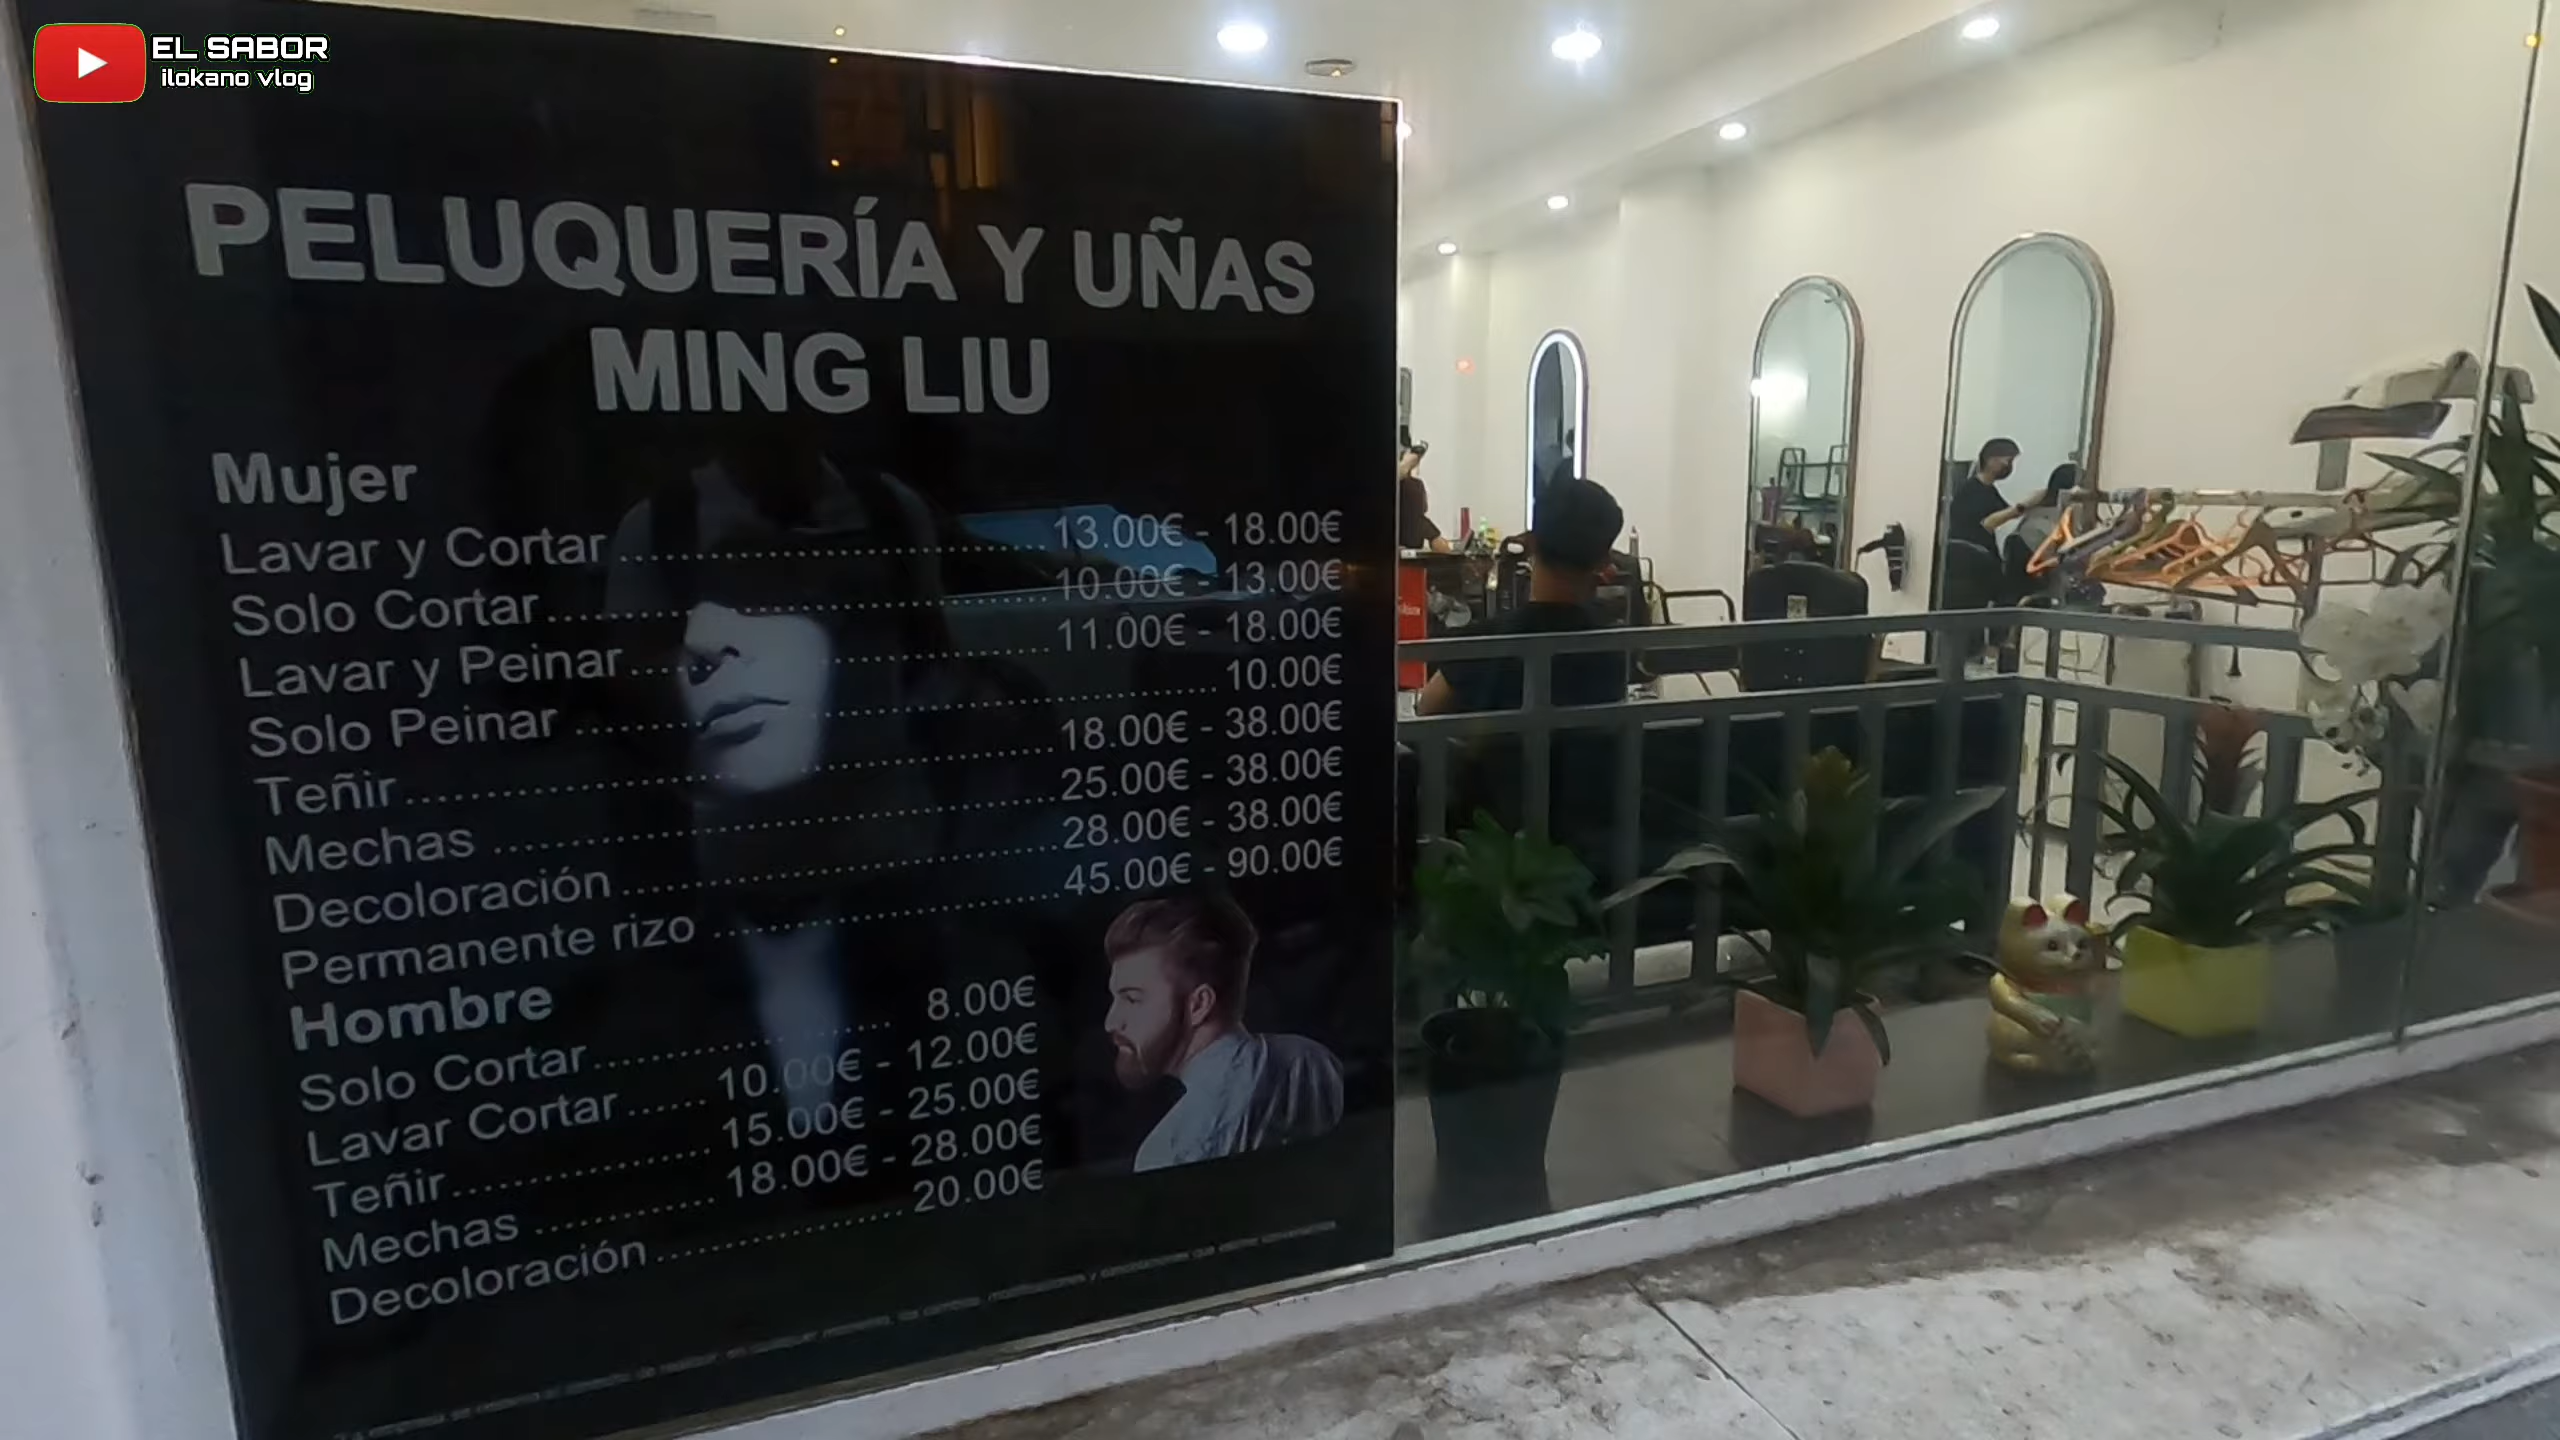 EL SABOR
ilokano vlog
PELUQUERÍA Y UÑAS
MING LIU
Mujer
Lavar y Cortar ........ 13.00€ - 18.00€
Solo Cortar ........ 10.00€ - 13.00€
Lavar y Peinar ........ 11.00€ - 18.00€
Solo Peinar ........ 10.00€
Teñir ........ 18.00€ - 38.00€
Mechas ........ 25.00€ - 38.00€
Decoloración ........ 28.00€ - 38.00€
Permanente rizo ........ 45.00€ - 90.00€
Hombre
Solo Cortar ........ 8.00€
Lavar Cortar ...... 10.00€ - 12.00€
Teñir ........ 15.00€ - 25.00€
Mechas ........ 18.00€ - 28.00€
Decoloración ........ 20.00€